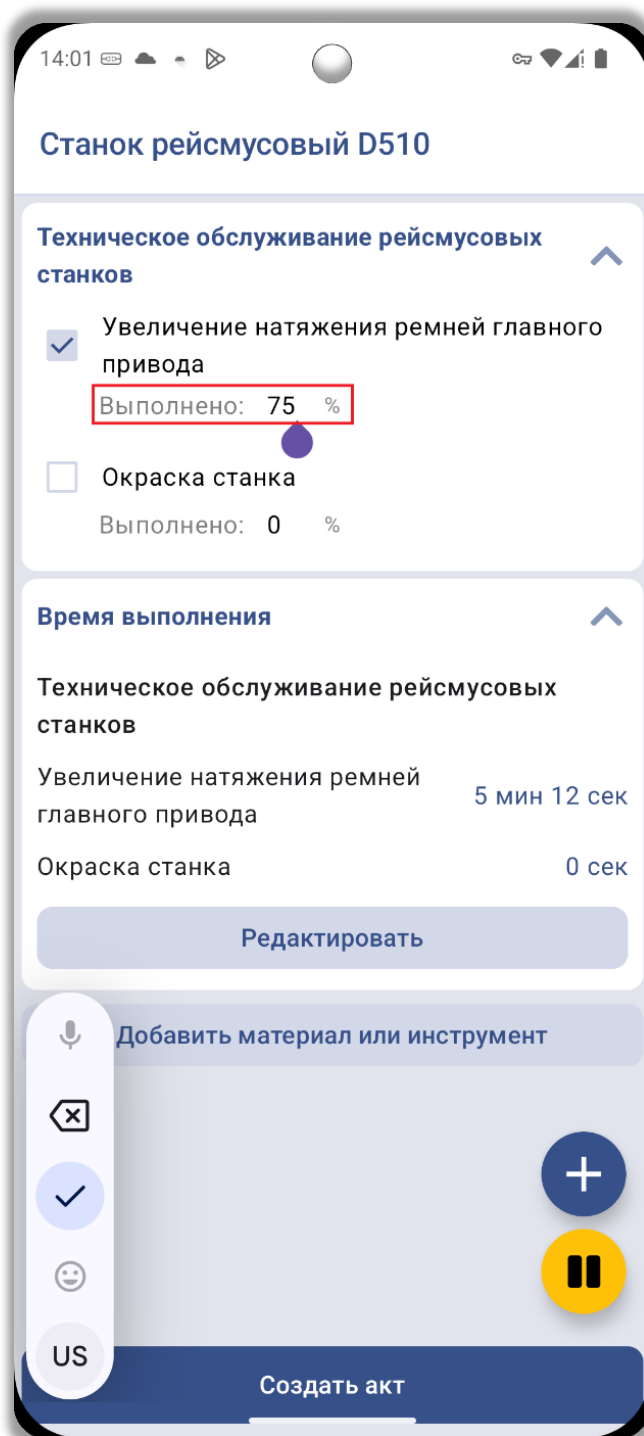 14:01
Станок рейсмусовый D510
Техническое обслуживание рейсмусовых
станков
Увеличение натяжения ремней главного
привода
Выполнено: 75 %
Окраска станка
Выполнено: 0 %
Время выполнения
Техническое обслуживание рейсмусовых
станков
Увеличение натяжения ремней
главного привода
5 мин 12 сек
Окраска станка
0 сек
Редактировать
Добавить материал или инструмент
US
Создать акт